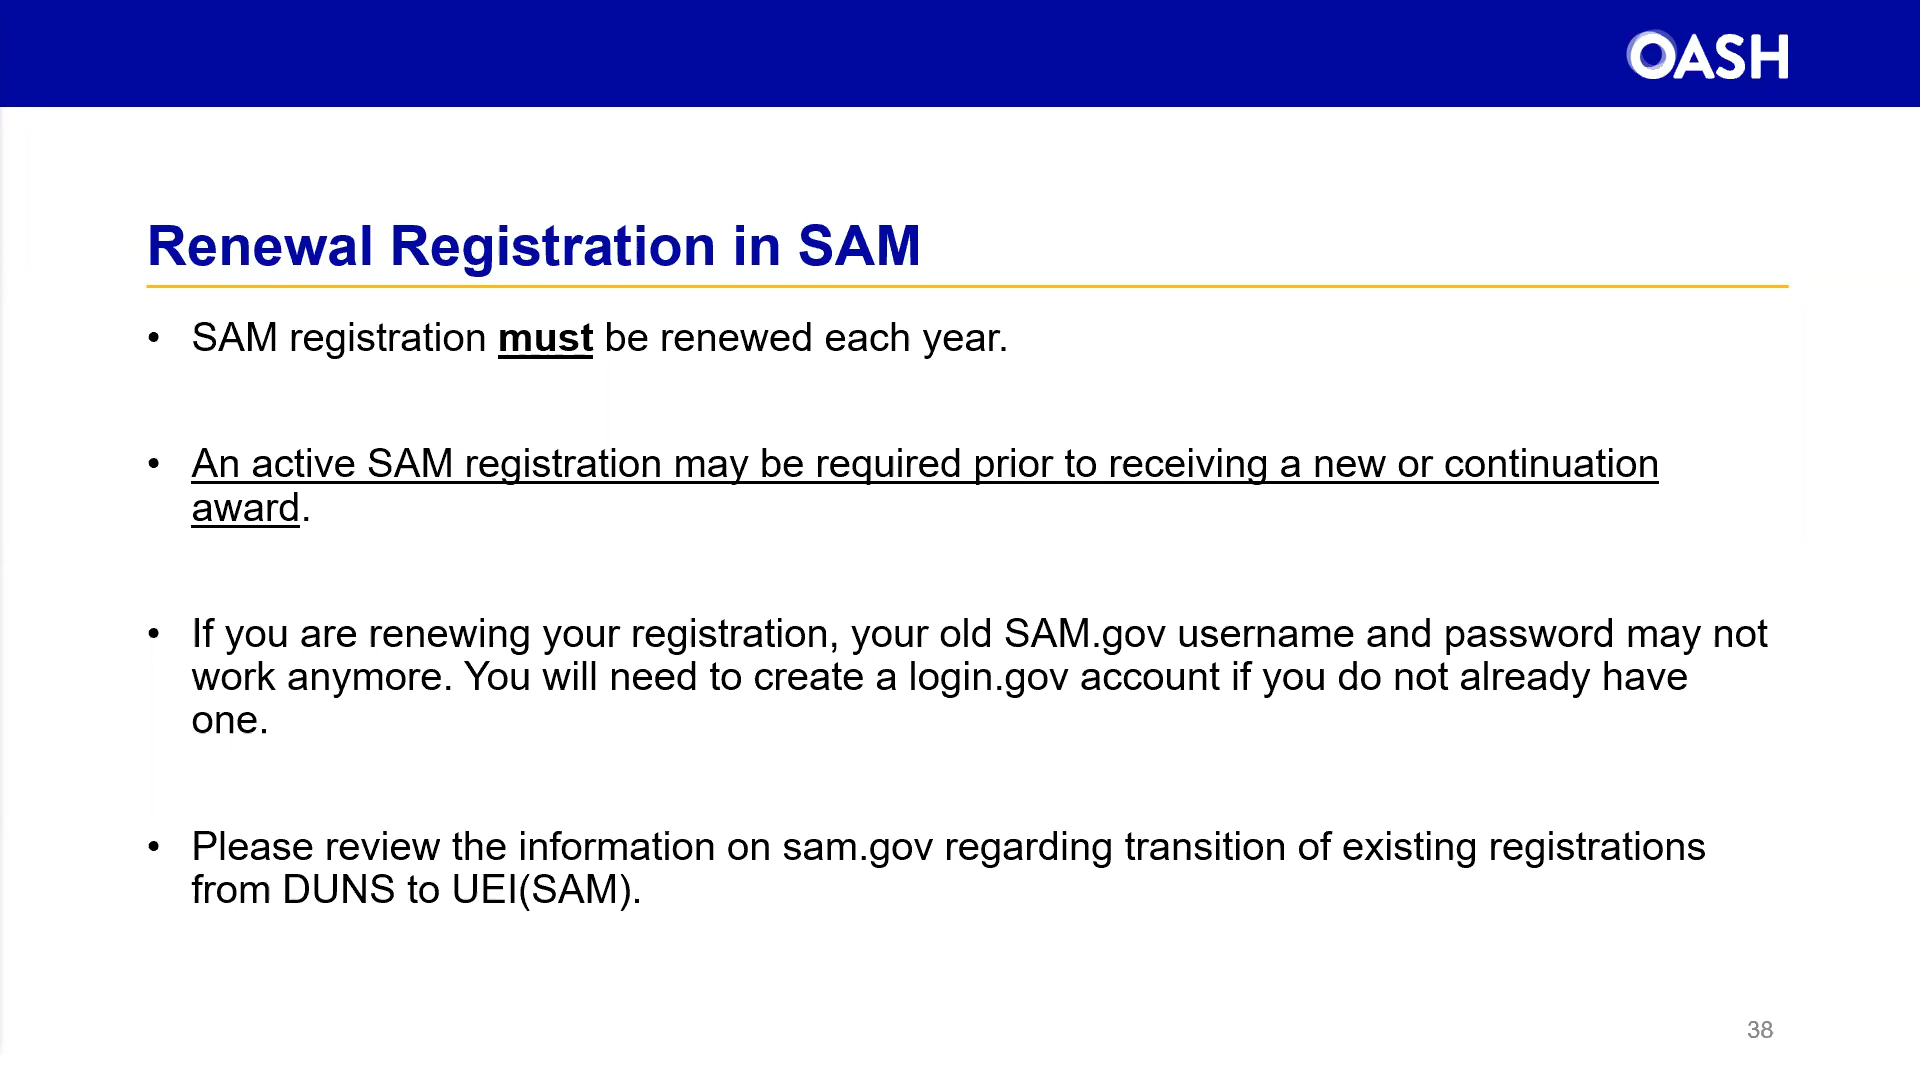 OASH
Renewal Registration in SAM
• SAM registration must be renewed each year.
• An active SAM registration may be required prior to receiving a new or continuation
award.
• If you are renewing your registration, your old SAM.gov username and password may not
work anymore. You will need to create a login.gov account if you do not already have
one.
• Please review the information on sam.gov regarding transition of existing registrations
from DUNS to UEI(SAM).
38